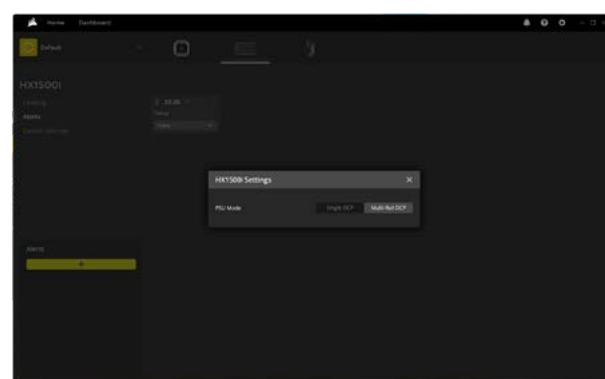 Home Dashboard
Default
HX1500i
Alerts
HX1500i Settings
PSU Mode Single OCP Multi-Rail OCP
Alerts
+